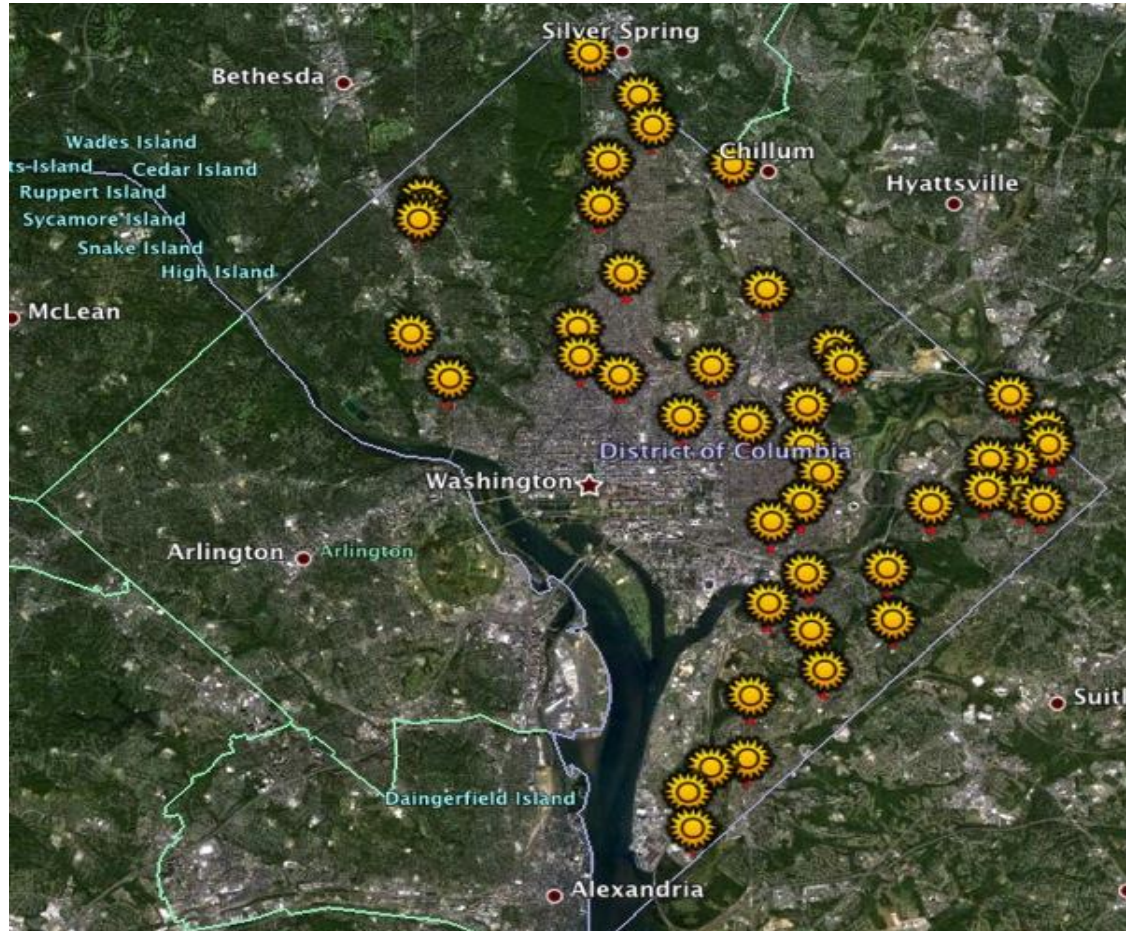 Silver Spring
Bethesda
Wades Island
ts-Island
Cedar Island
Chillum
Ruppert Island
Hyattsville
Sycamore Island
Snake Island
High Island
McLean
District of Columbia
Washington
Arlington
Arlington
Suitl
Daingerfield Island
Alexandria